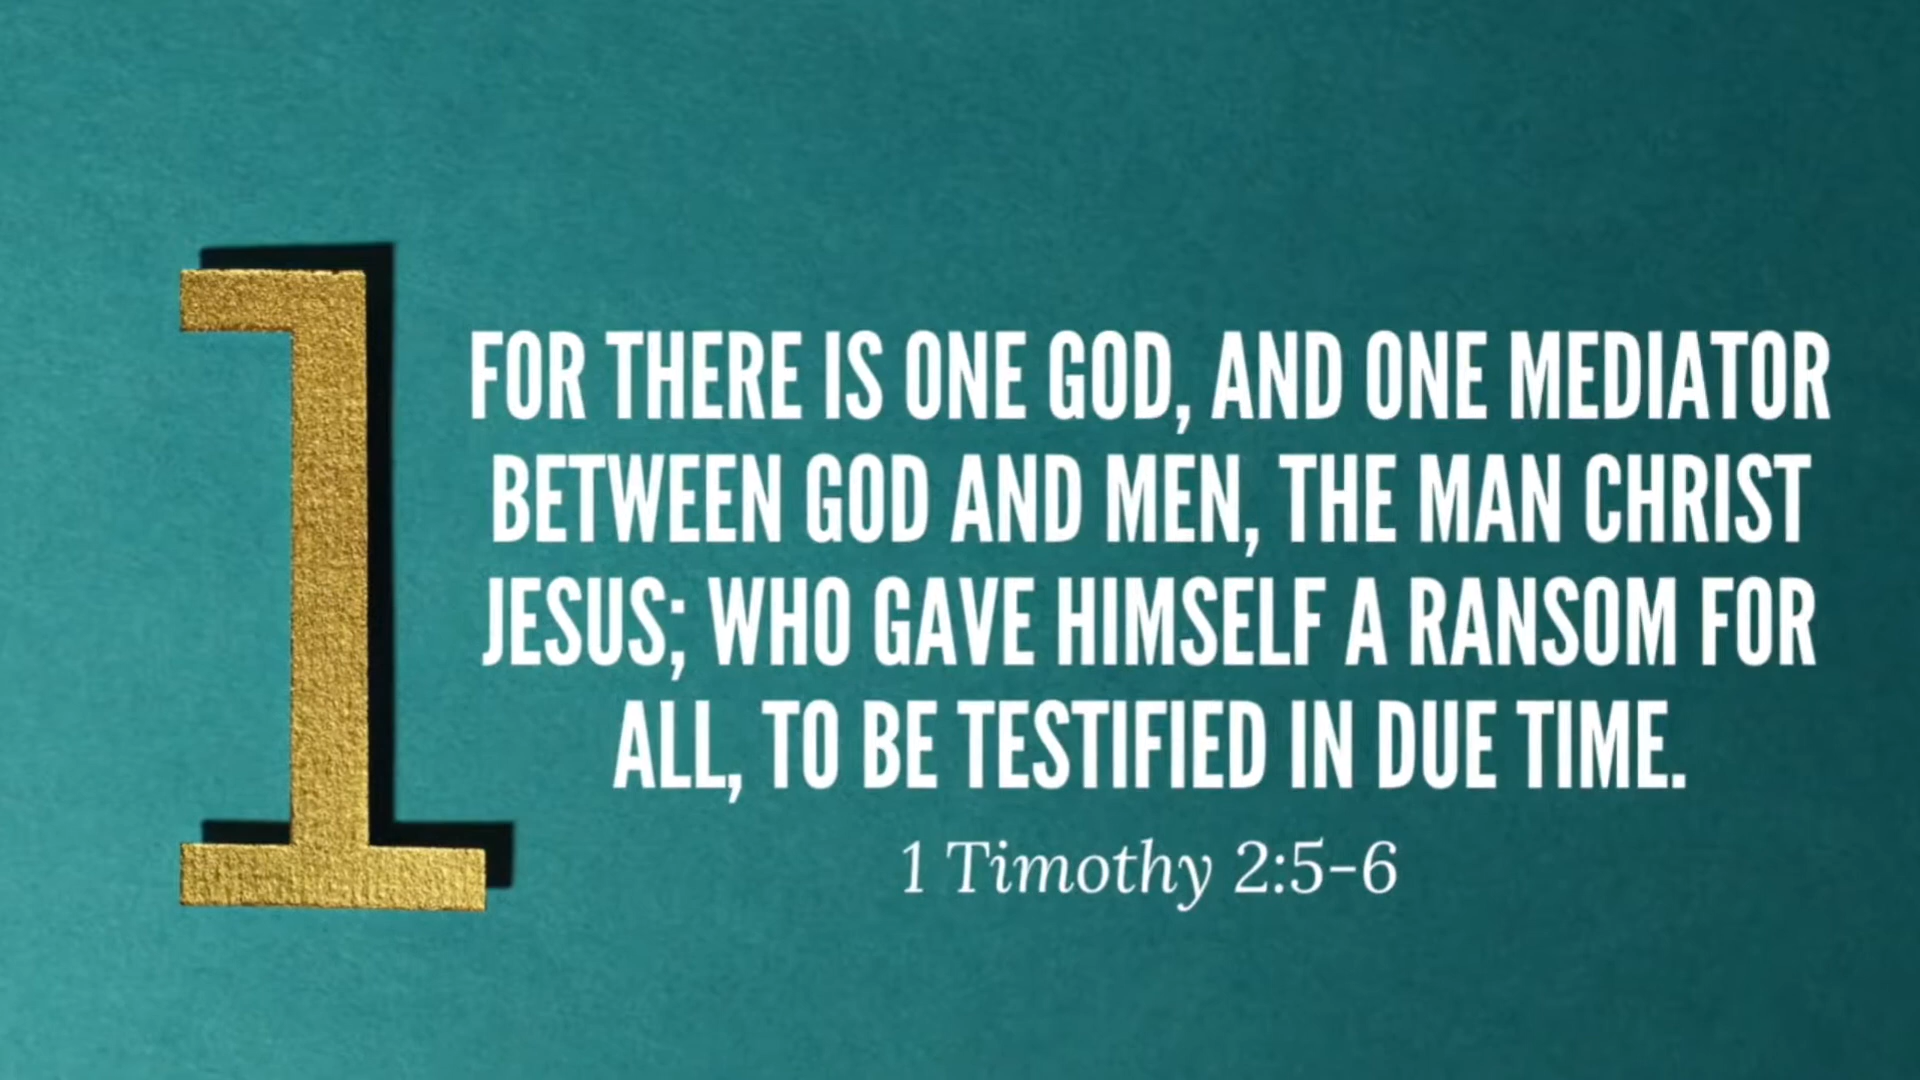 1
FOR THERE IS ONE GOD, AND ONE MEDIATOR
BETWEEN GOD AND MEN, THE MAN CHRIST
JESUS; WHO GAVE HIMSELF A RANSOM FOR
ALL, TO BE TESTIFIED IN DUE TIME.
1 Timothy 2:5-6